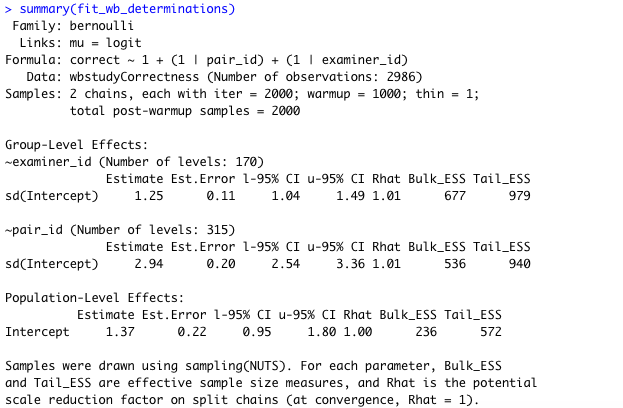 > summary(fit_wb_determinations)
Family: bernoulli
Links: mu = logit
Formula: correct ~ 1 + (1 | pair_id) + (1 | examiner_id)
Data: wbstudyCorrectness (Number of observations: 2986)
Samples: 2 chains, each with iter = 2000; warmup = 1000; thin = 1;
total post-warmup samples = 2000
Group-Level Effects:
~examiner_id (Number of levels: 170)
Estimate Est.Error l-95% CI u-95% CI Rhat Bulk_ESS Tail_ESS
sd(Intercept) 1.25 0.11 1.04 1.49 1.01 677 979
~pair_id (Number of levels: 315)
Estimate Est.Error l-95% CI u-95% CI Rhat Bulk_ESS Tail_ESS
sd(Intercept) 2.94 0.20 2.54 3.36 1.01 536 940
Population-Level Effects:
Estimate Est.Error l-95% CI u-95% CI Rhat Bulk_ESS Tail_ESS
Intercept 1.37 0.22 0.95 1.80 1.00 236 572
Samples were drawn using sampling(NUTS). For each parameter, Bulk_ESS
and Tail_ESS are effective sample size measures, and Rhat is the potential
scale reduction factor on split chains (at convergence, Rhat = 1).